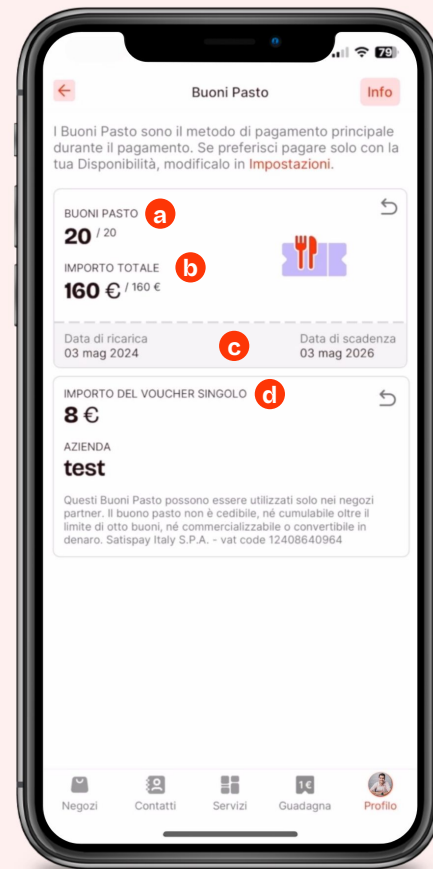 79
Buoni Pasto
Info
I Buoni Pasto sono il metodo di pagamento principale
durante il pagamento. Se preferisci pagare solo con la
tua Disponibilità, modificalo in Impostazioni.
BUONI PASTO a
20 / 20
IMPORTO TOTALE b
160 € / 160 €
c
Data di ricarica
03 mag 2024
Data di scadenza
03 mag 2026
IMPORTO DEL VOUCHER SINGOLO d
8 €
AZIENDA
test
Questi Buoni Pasto possono essere utilizzati solo nei negozi
partner. Il buono pasto non è cedibile, né cumulabile oltre il
limite di otto buoni, né commercializzabile o convertibile in
denaro. Satispay Italy S.P.A. - vat code 12408640964
1€
Negozi
Contatti
Servizi
Guadagna
Profilo